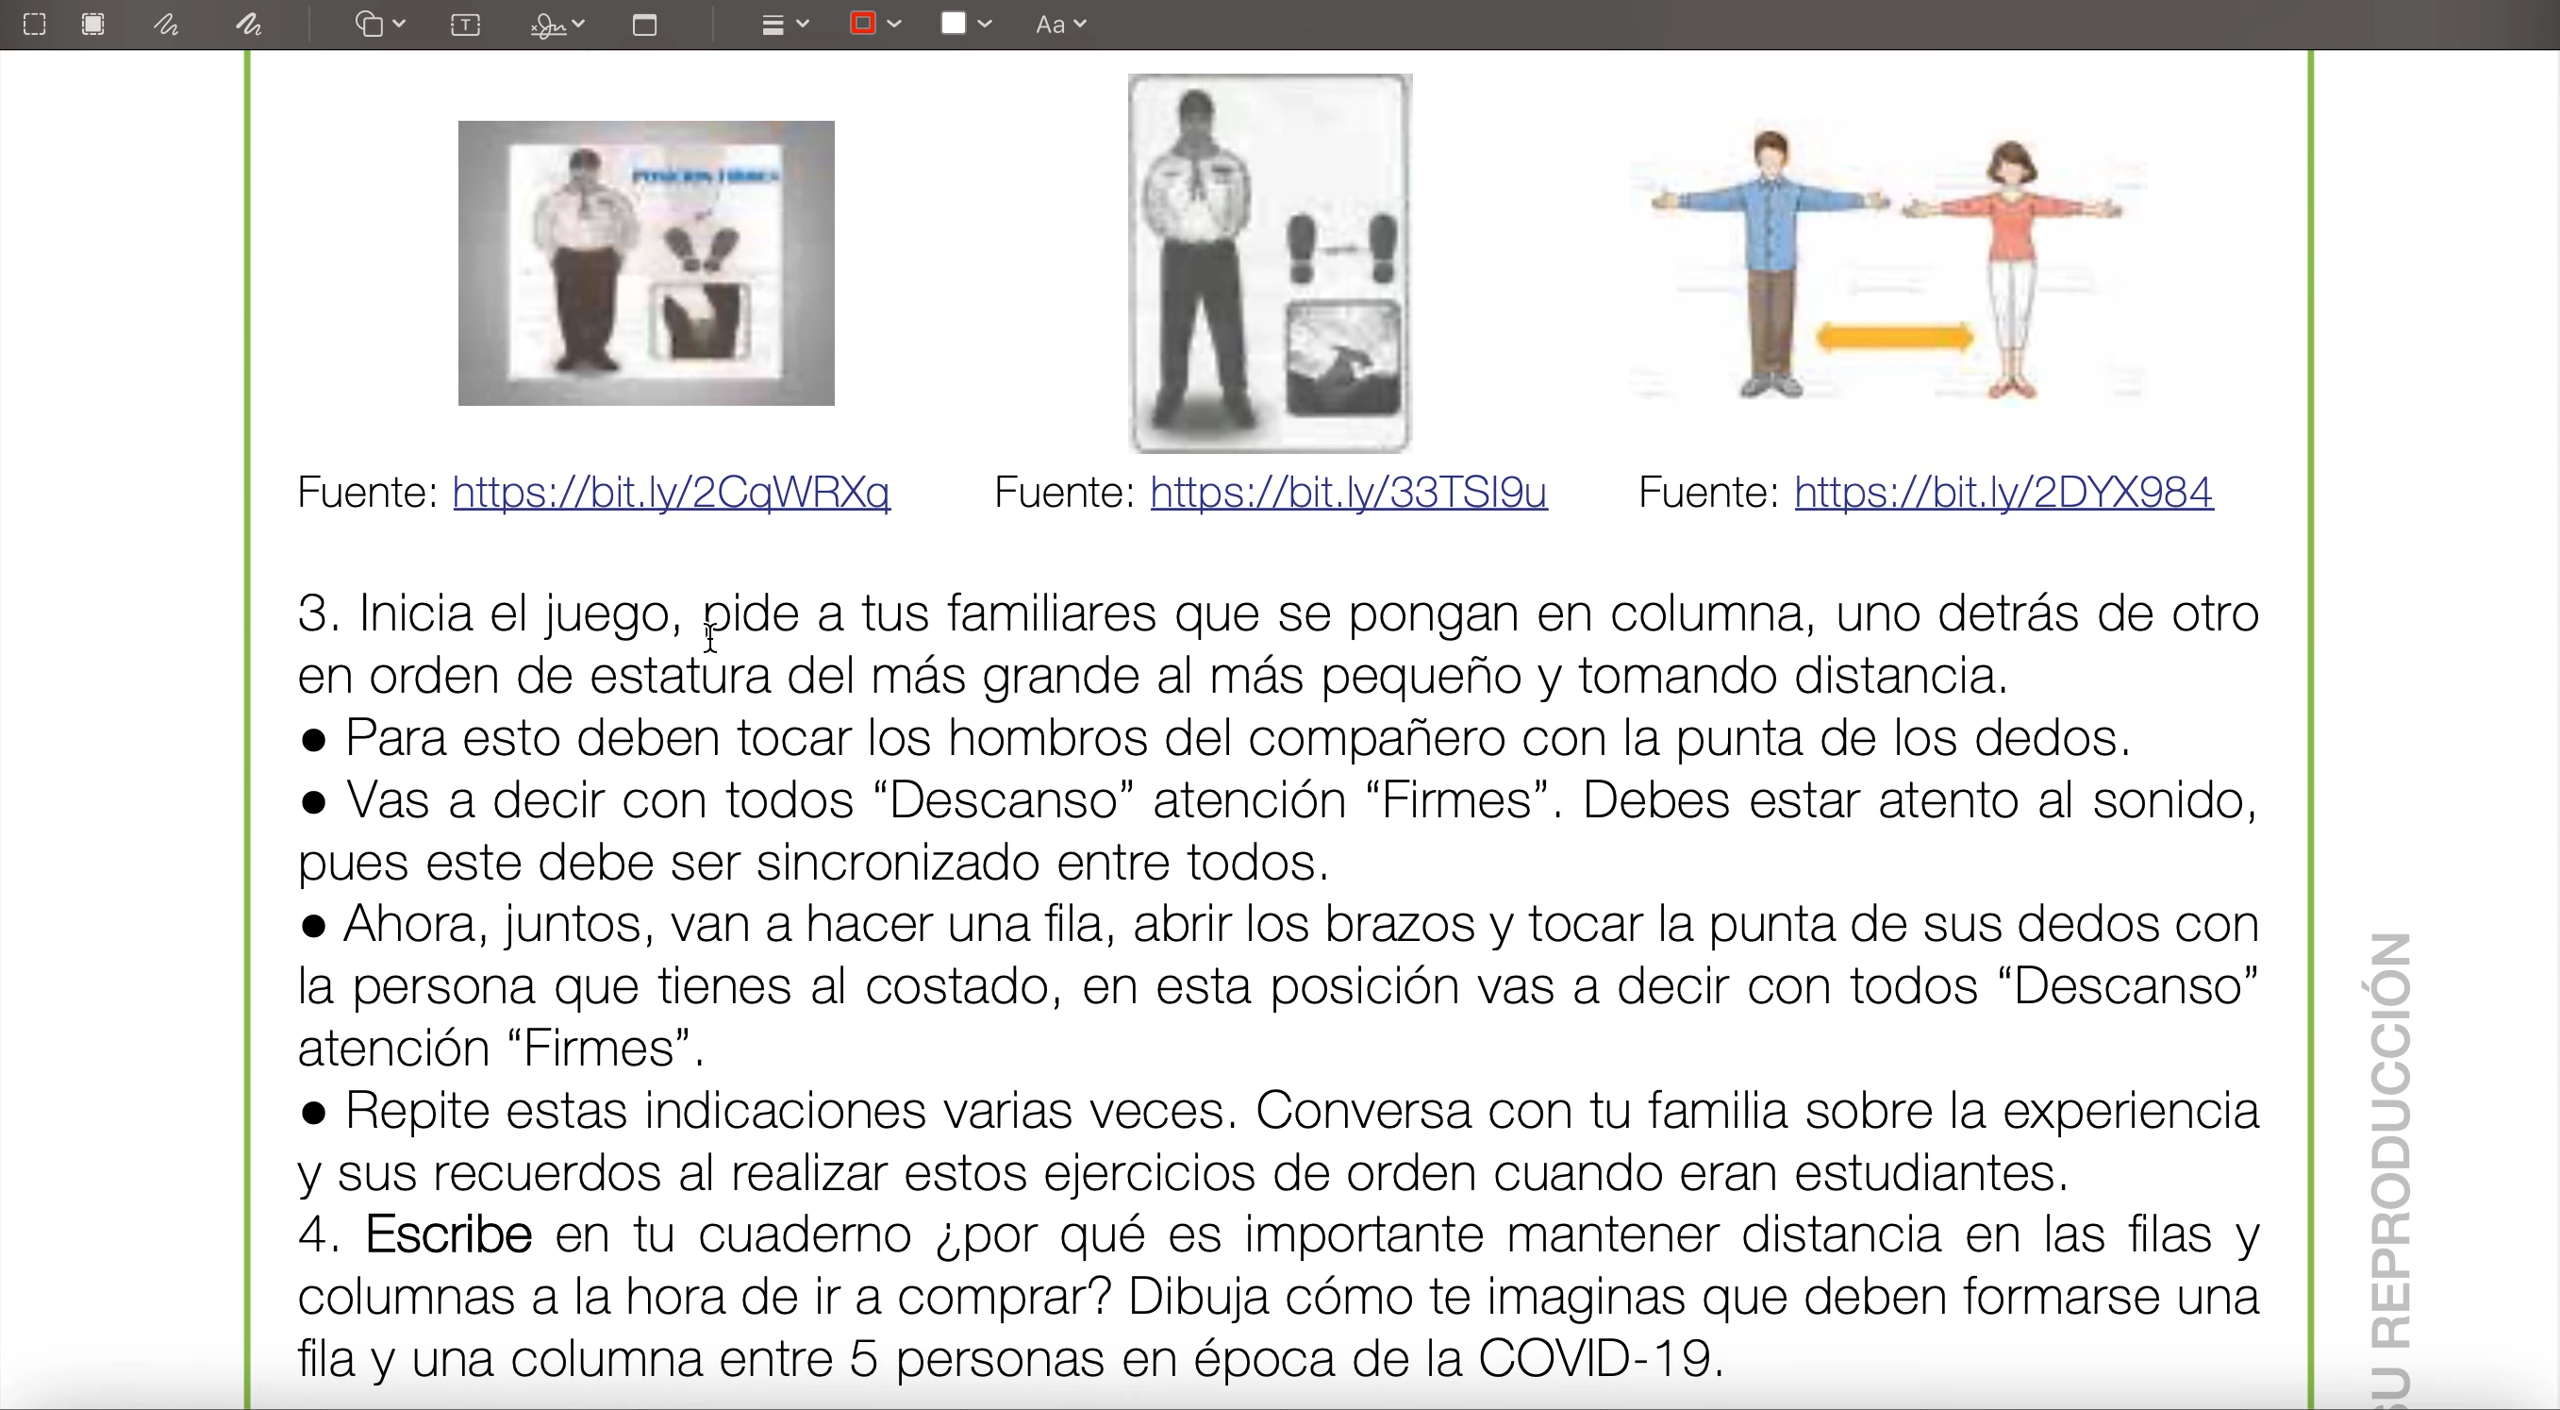 Aa
Fuente: https://bit.ly/2CqWRXq
Fuente: https://bit.ly/33TSI9u
Fuente: https://bit.ly/2DYX984
3. Inicia el juego, pide a tus familiares que se pongan en columna, uno detrás de otro
en orden de estatura del más grande al más pequeño y tomando distancia.
● Para esto deben tocar los hombros del compañero con la punta de los dedos.
● Vas a decir con todos “Descanso” atención “Firmes”. Debes estar atento al sonido,
pues este debe ser sincronizado entre todos.
● Ahora, juntos, van a hacer una fila, abrir los brazos y tocar la punta de sus dedos con
la persona que tienes al costado, en esta posición vas a decir con todos “Descanso”
atención “Firmes”.
● Repite estas indicaciones varias veces. Conversa con tu familia sobre la experiencia
y sus recuerdos al realizar estos ejercicios de orden cuando eran estudiantes.
4. Escribe en tu cuaderno ¿por qué es importante mantener distancia en las filas y
columnas a la hora de ir a comprar? Dibuja cómo te imaginas que deben formarse una
fila y una columna entre 5 personas en época de la COVID-19.
SU REPRODUCCIÓN